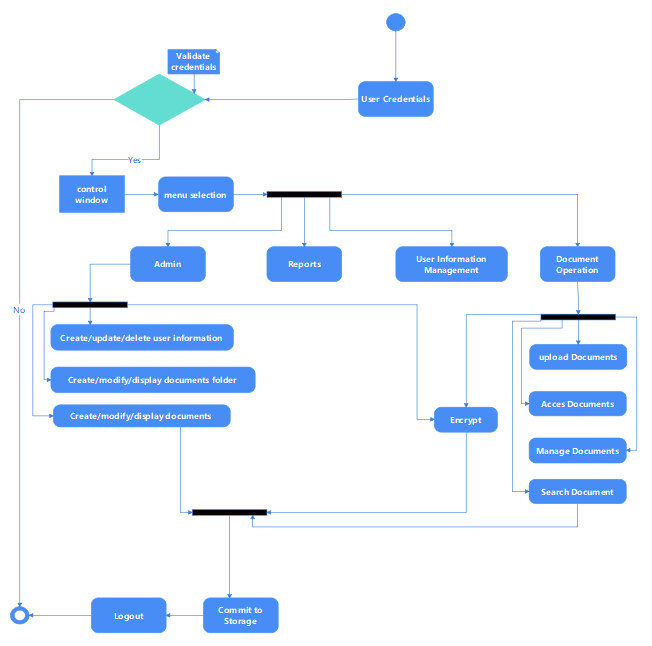 Validate
credentials
User Credentials
Yes
control
window
menu selection
Admin
Reports
User Information
Management
Document
Operation
No
Create/update/delete user information
upload Documents
Create/modify/display documents folder
Acces Documents
Create/modify/display documents
Encrypt
Manage Documents
Search Document
Logout
Commit to
Storage